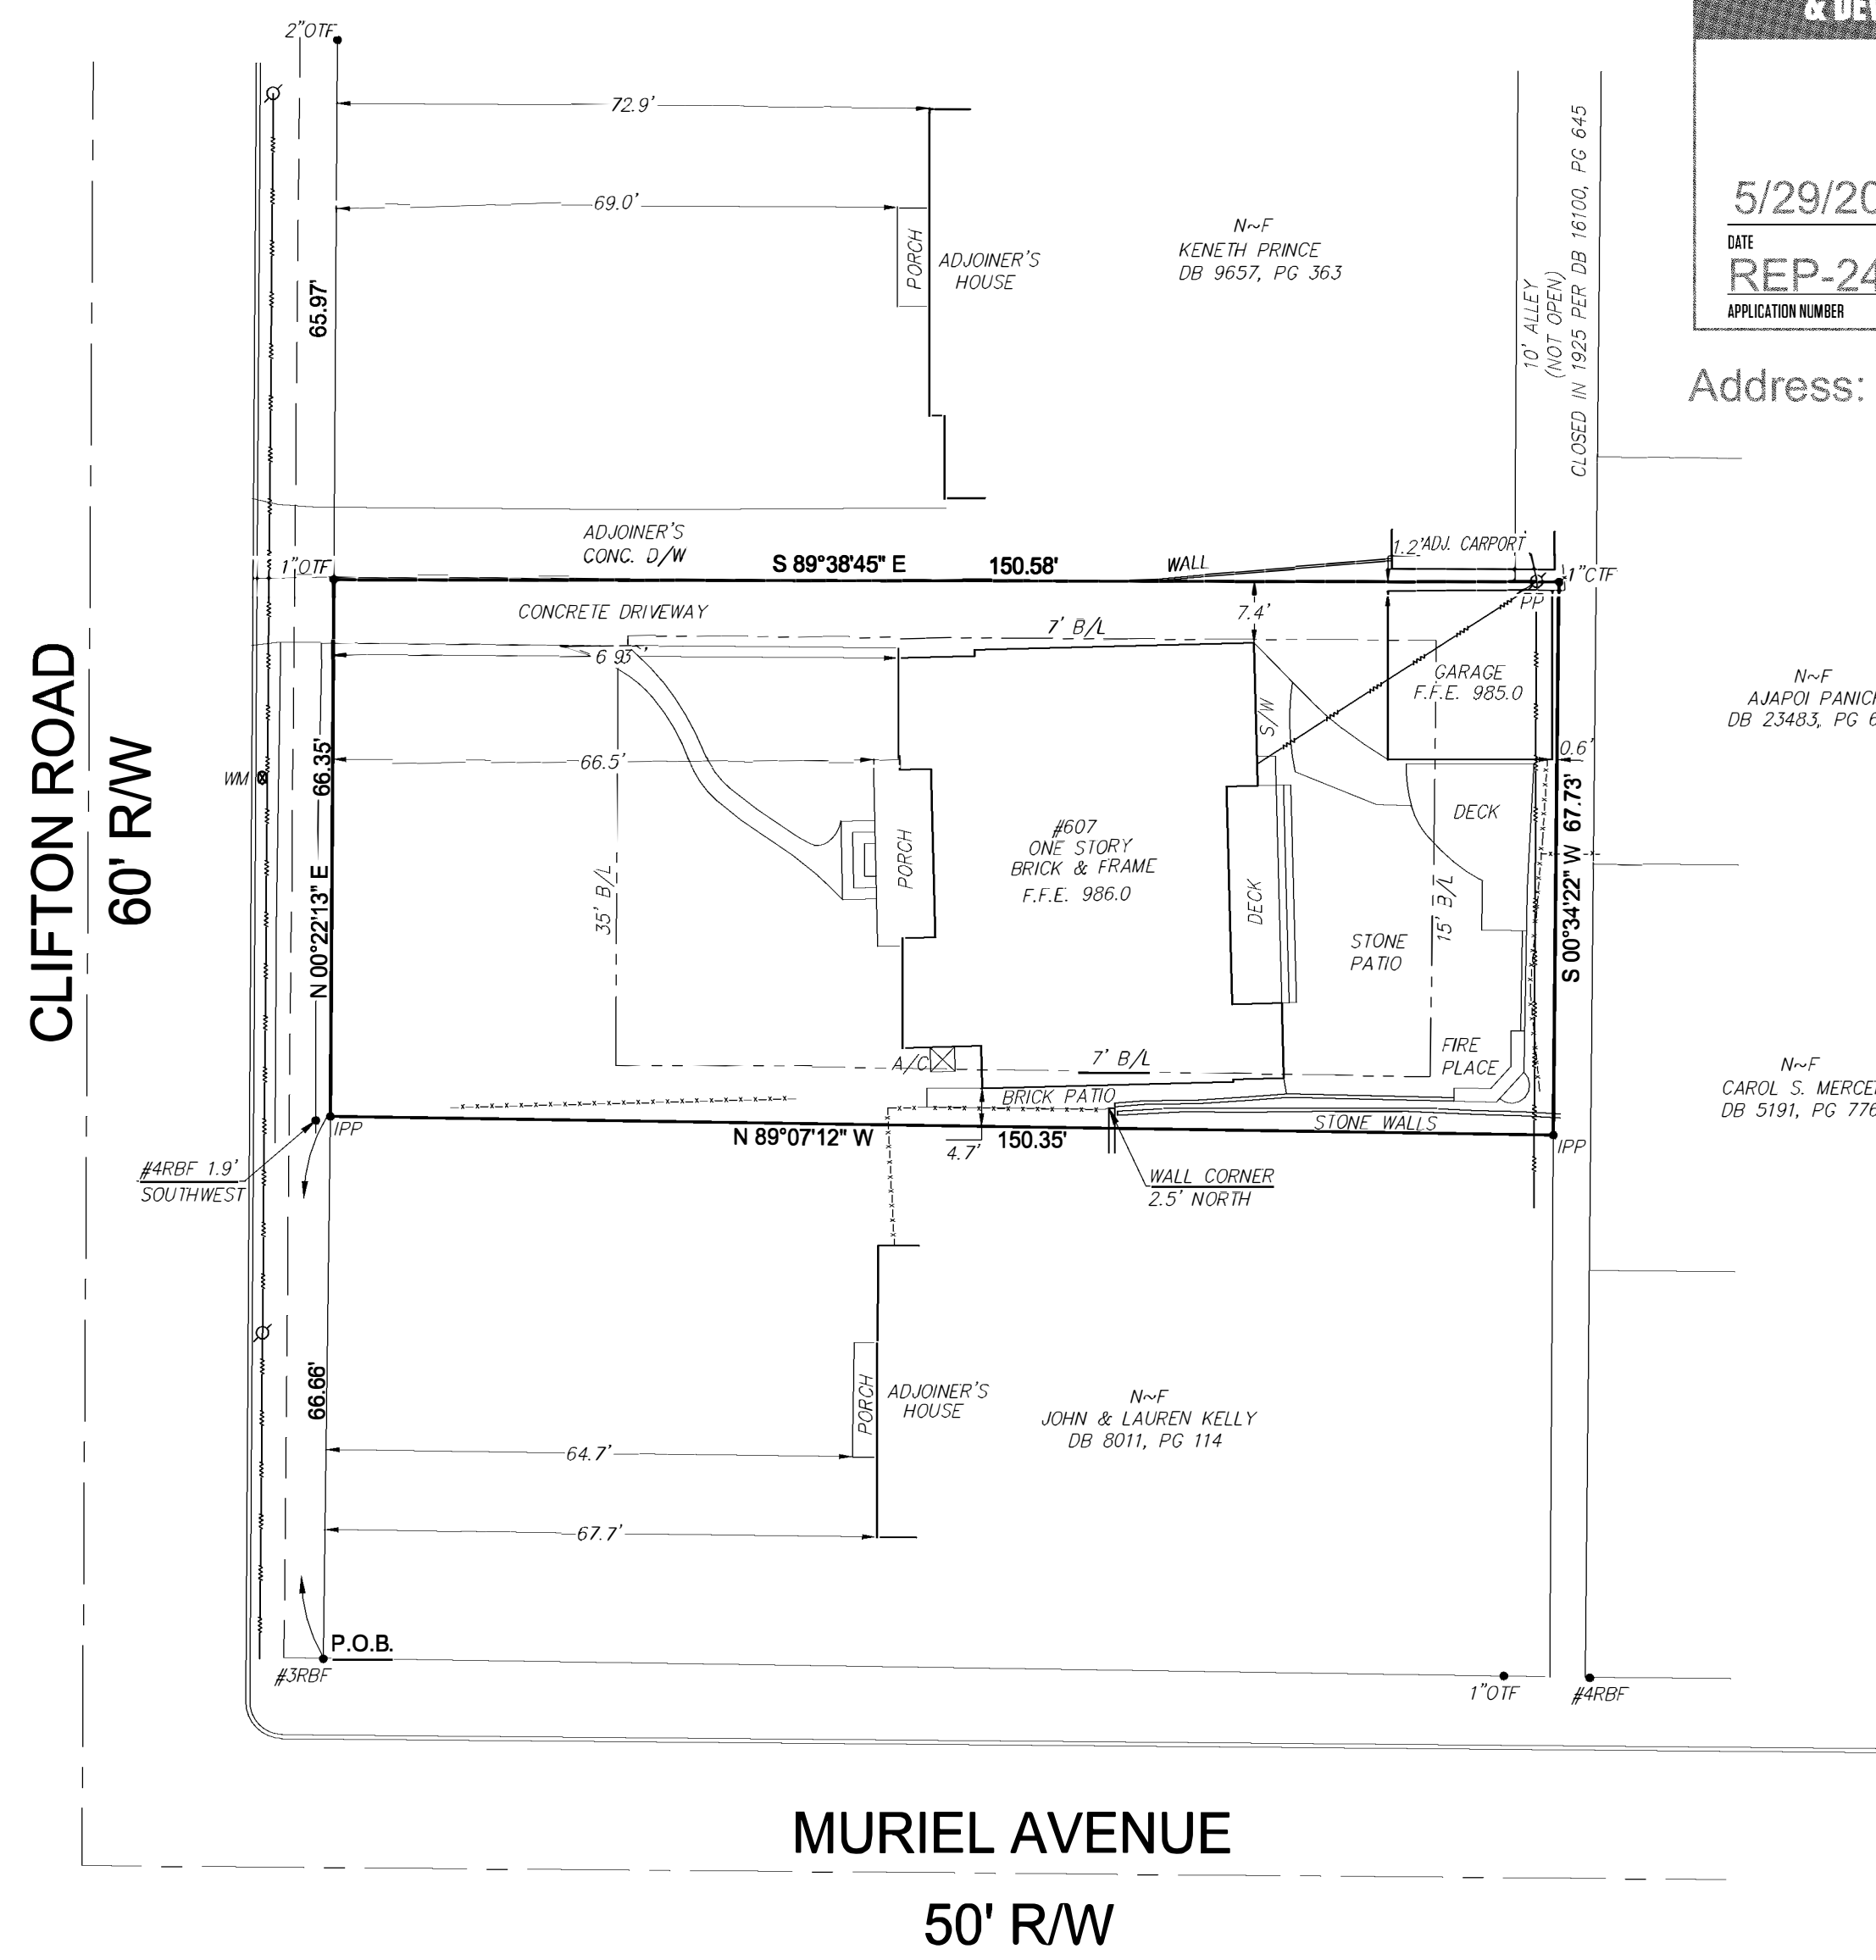 & DEV
2"OTF
72.9'
5/29/20
DATE
REP-24
APPLICATION NUMBER
Address:
69.0'
PORCH
ADJOINER'S
HOUSE
N~F
KENETH PRINCE
DB 9657, PG 363
10' ALLEY
(NOT OPEN)
CLOSED IN 1925 PER DB 16100, PG 645
65.97'
ADJOINER'S
CONC. D/W
1"OTF
S 89°38'45" E
150.58'
WALL
1.2'
ADJ. CARPORT
1"CTF
PP
CONCRETE DRIVEWAY
7' B/L
7.4'
6 93 '
GARAGE
F.F.E. 985.0
S/W
N~F
AJAPOI PANICH
DB 23483, PG 6
0.6'
CLIFTON ROAD
60' R/W
WM
N 00°22'13" E 66.35'
66.5'
35' B/L
PORCH
#607
ONE STORY
BRICK & FRAME
F.F.E. 986.0
DECK
DECK
STONE
PATIO
15' B/L
S 00°34'22" W 67.73'
A/C
7' B/L
FIRE
PLACE
BRICK PATIO
STONE WALLS
N~F
CAROL S. MERCE
DB 5191, PG 776
IPP
N 89°07'12" W
4.7'
150.35'
IPP
#4RBF 1.9'
SOUTHWEST
WALL CORNER
2.5' NORTH
66.66'
PORCH
ADJOINER'S
HOUSE
N~F
JOHN & LAUREN KELLY
DB 8011, PG 114
64.7'
67.7'
P.O.B.
#3RBF
1"OTF
#4RBF
MURIEL AVENUE
50' R/W